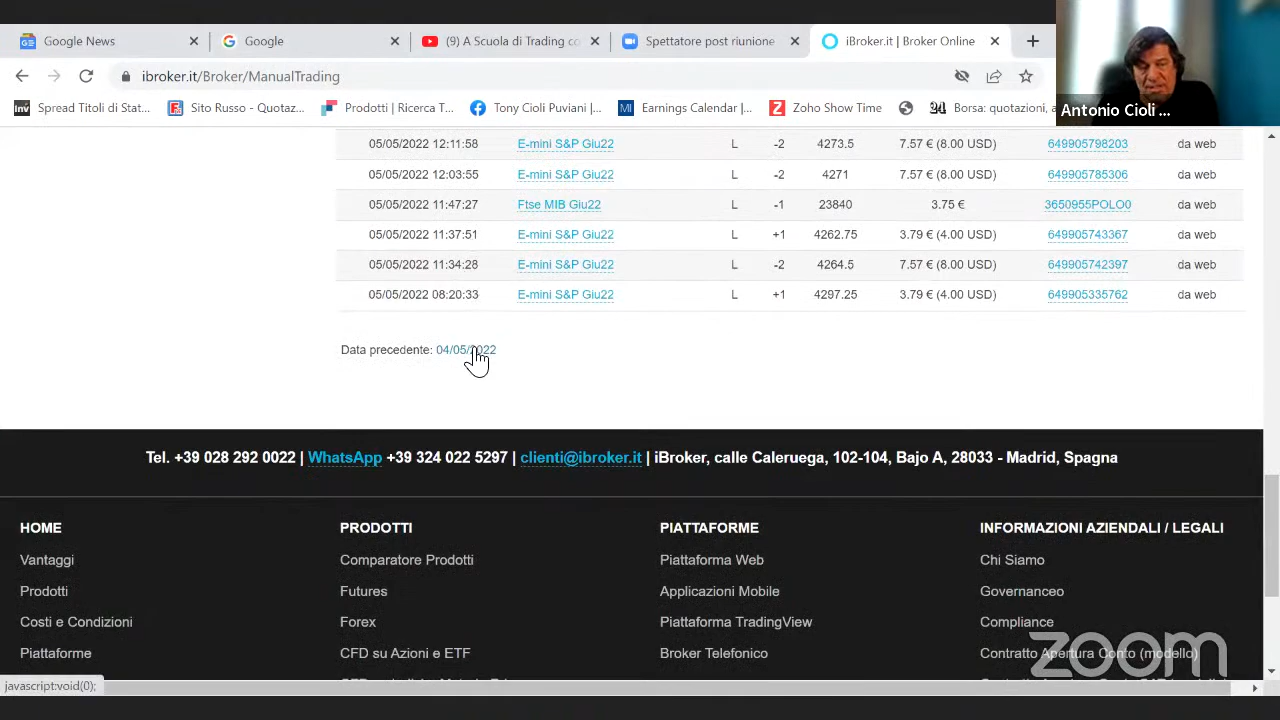 Google News
Google
(9) A Scuola di Trading co
Spettatore post riunione
iBroker.it | Broker Online
ibroker.it/Broker/ManualTrading
Inv Spread Titoli di Stat...
Sito Russo - Quotaz...
Prodotti | Ricerca T...
Tony Cioli Puviani |...
MI Earnings Calendar |...
Z Zoho Show Time
24 Borsa: quotazioni, a
Antonio Cioli ...
05/05/2022 12:11:58 E-mini S&P Giu22 L -2 4273.5 7.57 € (8.00 USD) 649905798203 da web
05/05/2022 12:03:55 E-mini S&P Giu22 L -2 4271 7.57 € (8.00 USD) 649905785306 da web
05/05/2022 11:47:27 Ftse MIB Giu22 L -1 23840 3.75 € 3650955POLO0 da web
05/05/2022 11:37:51 E-mini S&P Giu22 L +1 4262.75 3.79 € (4.00 USD) 649905743367 da web
05/05/2022 11:34:28 E-mini S&P Giu22 L -2 4264.5 7.57 € (8.00 USD) 649905742397 da web
05/05/2022 08:20:33 E-mini S&P Giu22 L +1 4297.25 3.79 € (4.00 USD) 649905335762 da web
Data precedente: 04/05/2022
Tel. +39 028 292 0022 | WhatsApp +39 324 022 5297 | clienti@ibroker.it | iBroker, calle Caleruega, 102-104, Bajo A, 28033 - Madrid, Spagna
HOME
Vantaggi
Prodotti
Costi e Condizioni
Piattaforme
PRODOTTI
Comparatore Prodotti
Futures
Forex
CFD su Azioni e ETF
PIATTAFORME
Piattaforma Web
Applicazioni Mobile
Piattaforma TradingView
Broker Telefonico
INFORMAZIONI AZIENDALI / LEGALI
Chi Siamo
Governanceo
Compliance
Contratto Apertura Conto (modello)
zoom
javascript:void(0);